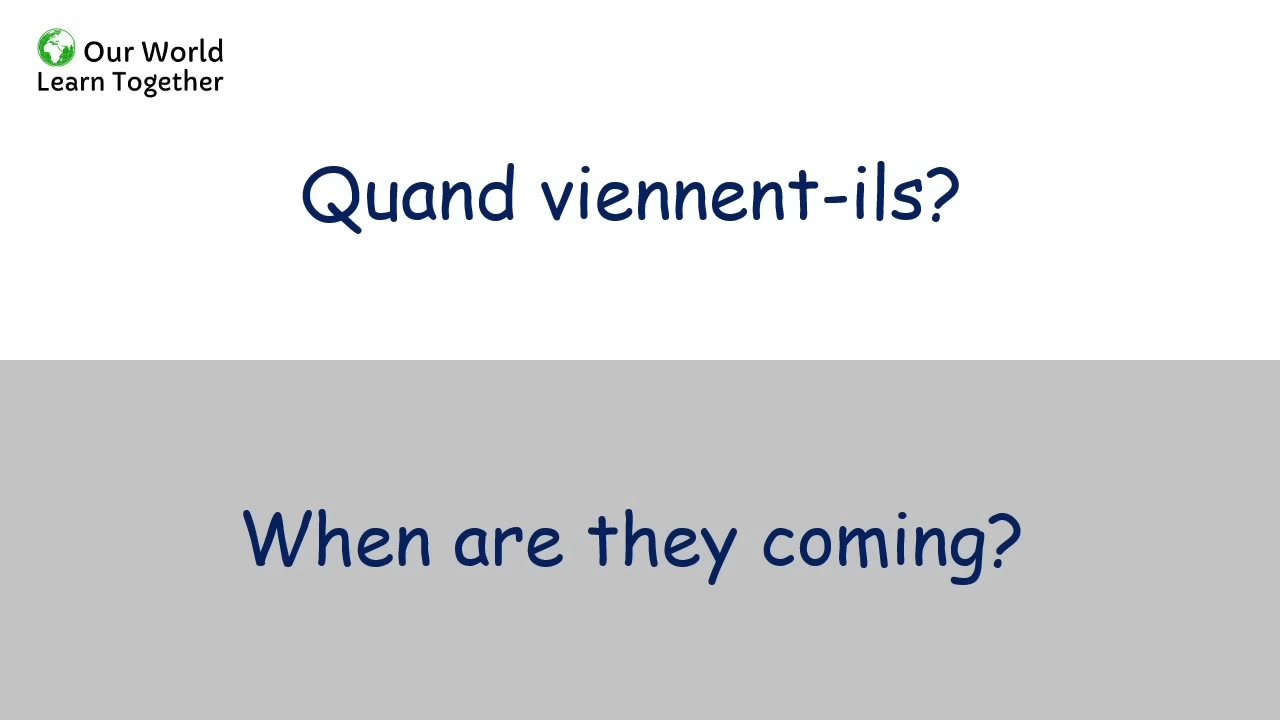 Our World
Learn Together
Quand viennent-ils?
When are they coming?